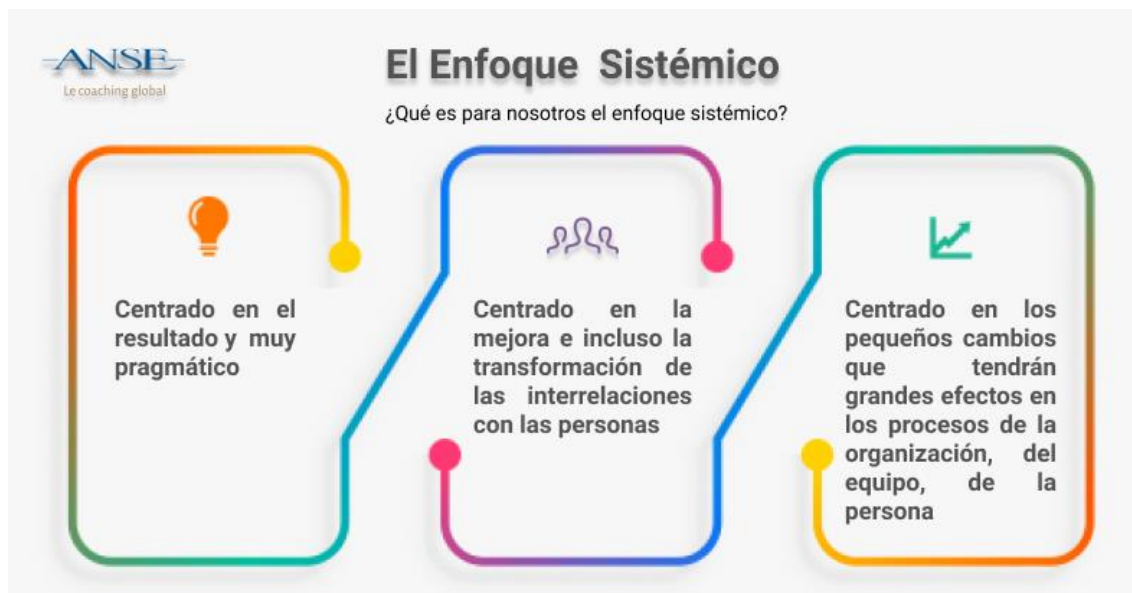 ANSE
Le coaching global
El Enfoque Sistémico
¿Qué es para nosotros el enfoque sistémico?
Centrado en el
resultado y muy
pragmático
Centrado en la
mejora e incluso la
transformación de
las interrelaciones
con las personas
Centrado en los
pequeños cambios
que tendrán
grandes efectos en
los procesos de la
organización, del
equipo, de la
persona